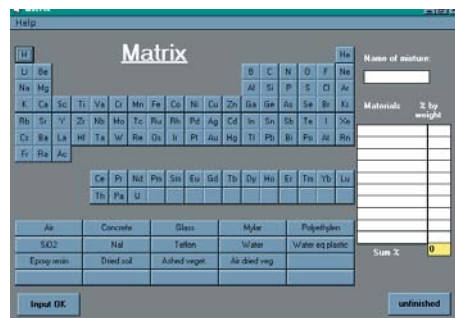 Help
Matrix
H He Name of mixture:
Li Be B C N O F Ne
Na Mg Al Si P S Cl Ar
K Ca Sc Ti Va Cr Mn Fe Co Ni Cu Zn Ga Ge As Se Br Kr Materials % by
weight
Rb Sr Y Zr Nb Mo Tc Ru Rh Pd Ag Cd In Sn Sb Te I Xe
Cs Ba La Hf Ta W Re Os Ir Pt Au Hg Tl Pb Bi Po At Rn
Fr Ra Ac
Ce Pr Nd Pm Sm Eu Gd Tb Dy Ho Er Tm Yb Lu
Th Pa U
Air Concrete Glass Mylar Polyethylen
SiO2 NaI Teflon Water Water eq plastic
Epoxy resin Dried soil Ashed veget. Air dried veg.
Sum % 0
Input OK unfinished